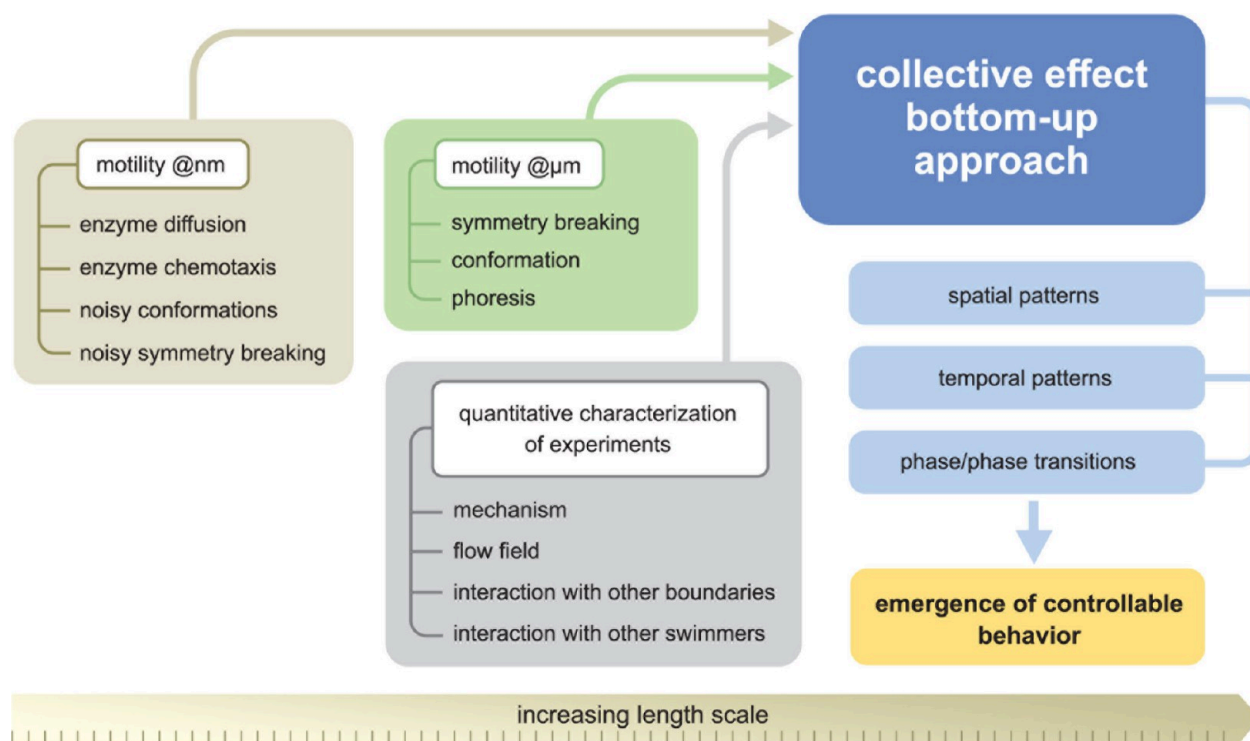 collective effect
bottom-up
approach
motility @nm
enzyme diffusion
enzyme chemotaxis
noisy conformations
noisy symmetry breaking
motility @μm
symmetry breaking
conformation
phoresis
quantitative characterization
of experiments
mechanism
flow field
interaction with other boundaries
interaction with other swimmers
spatial patterns
temporal patterns
phase/phase transitions
emergence of controllable
behavior
increasing length scale